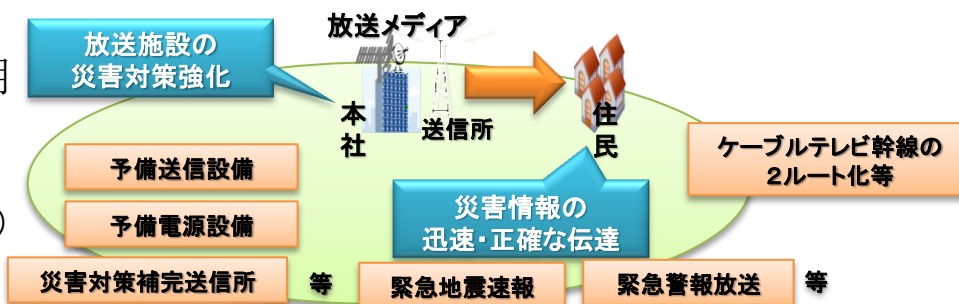 放送メディア
放送施設の
災害対策強化
本社
送信所
住民
ケーブルテレビ幹線の
２ルート化等
予備送信設備
災害情報の
迅速・正確な伝達
予備電源設備
）
災害対策補完送信所
等
緊急地震速報
緊急警報放送
等